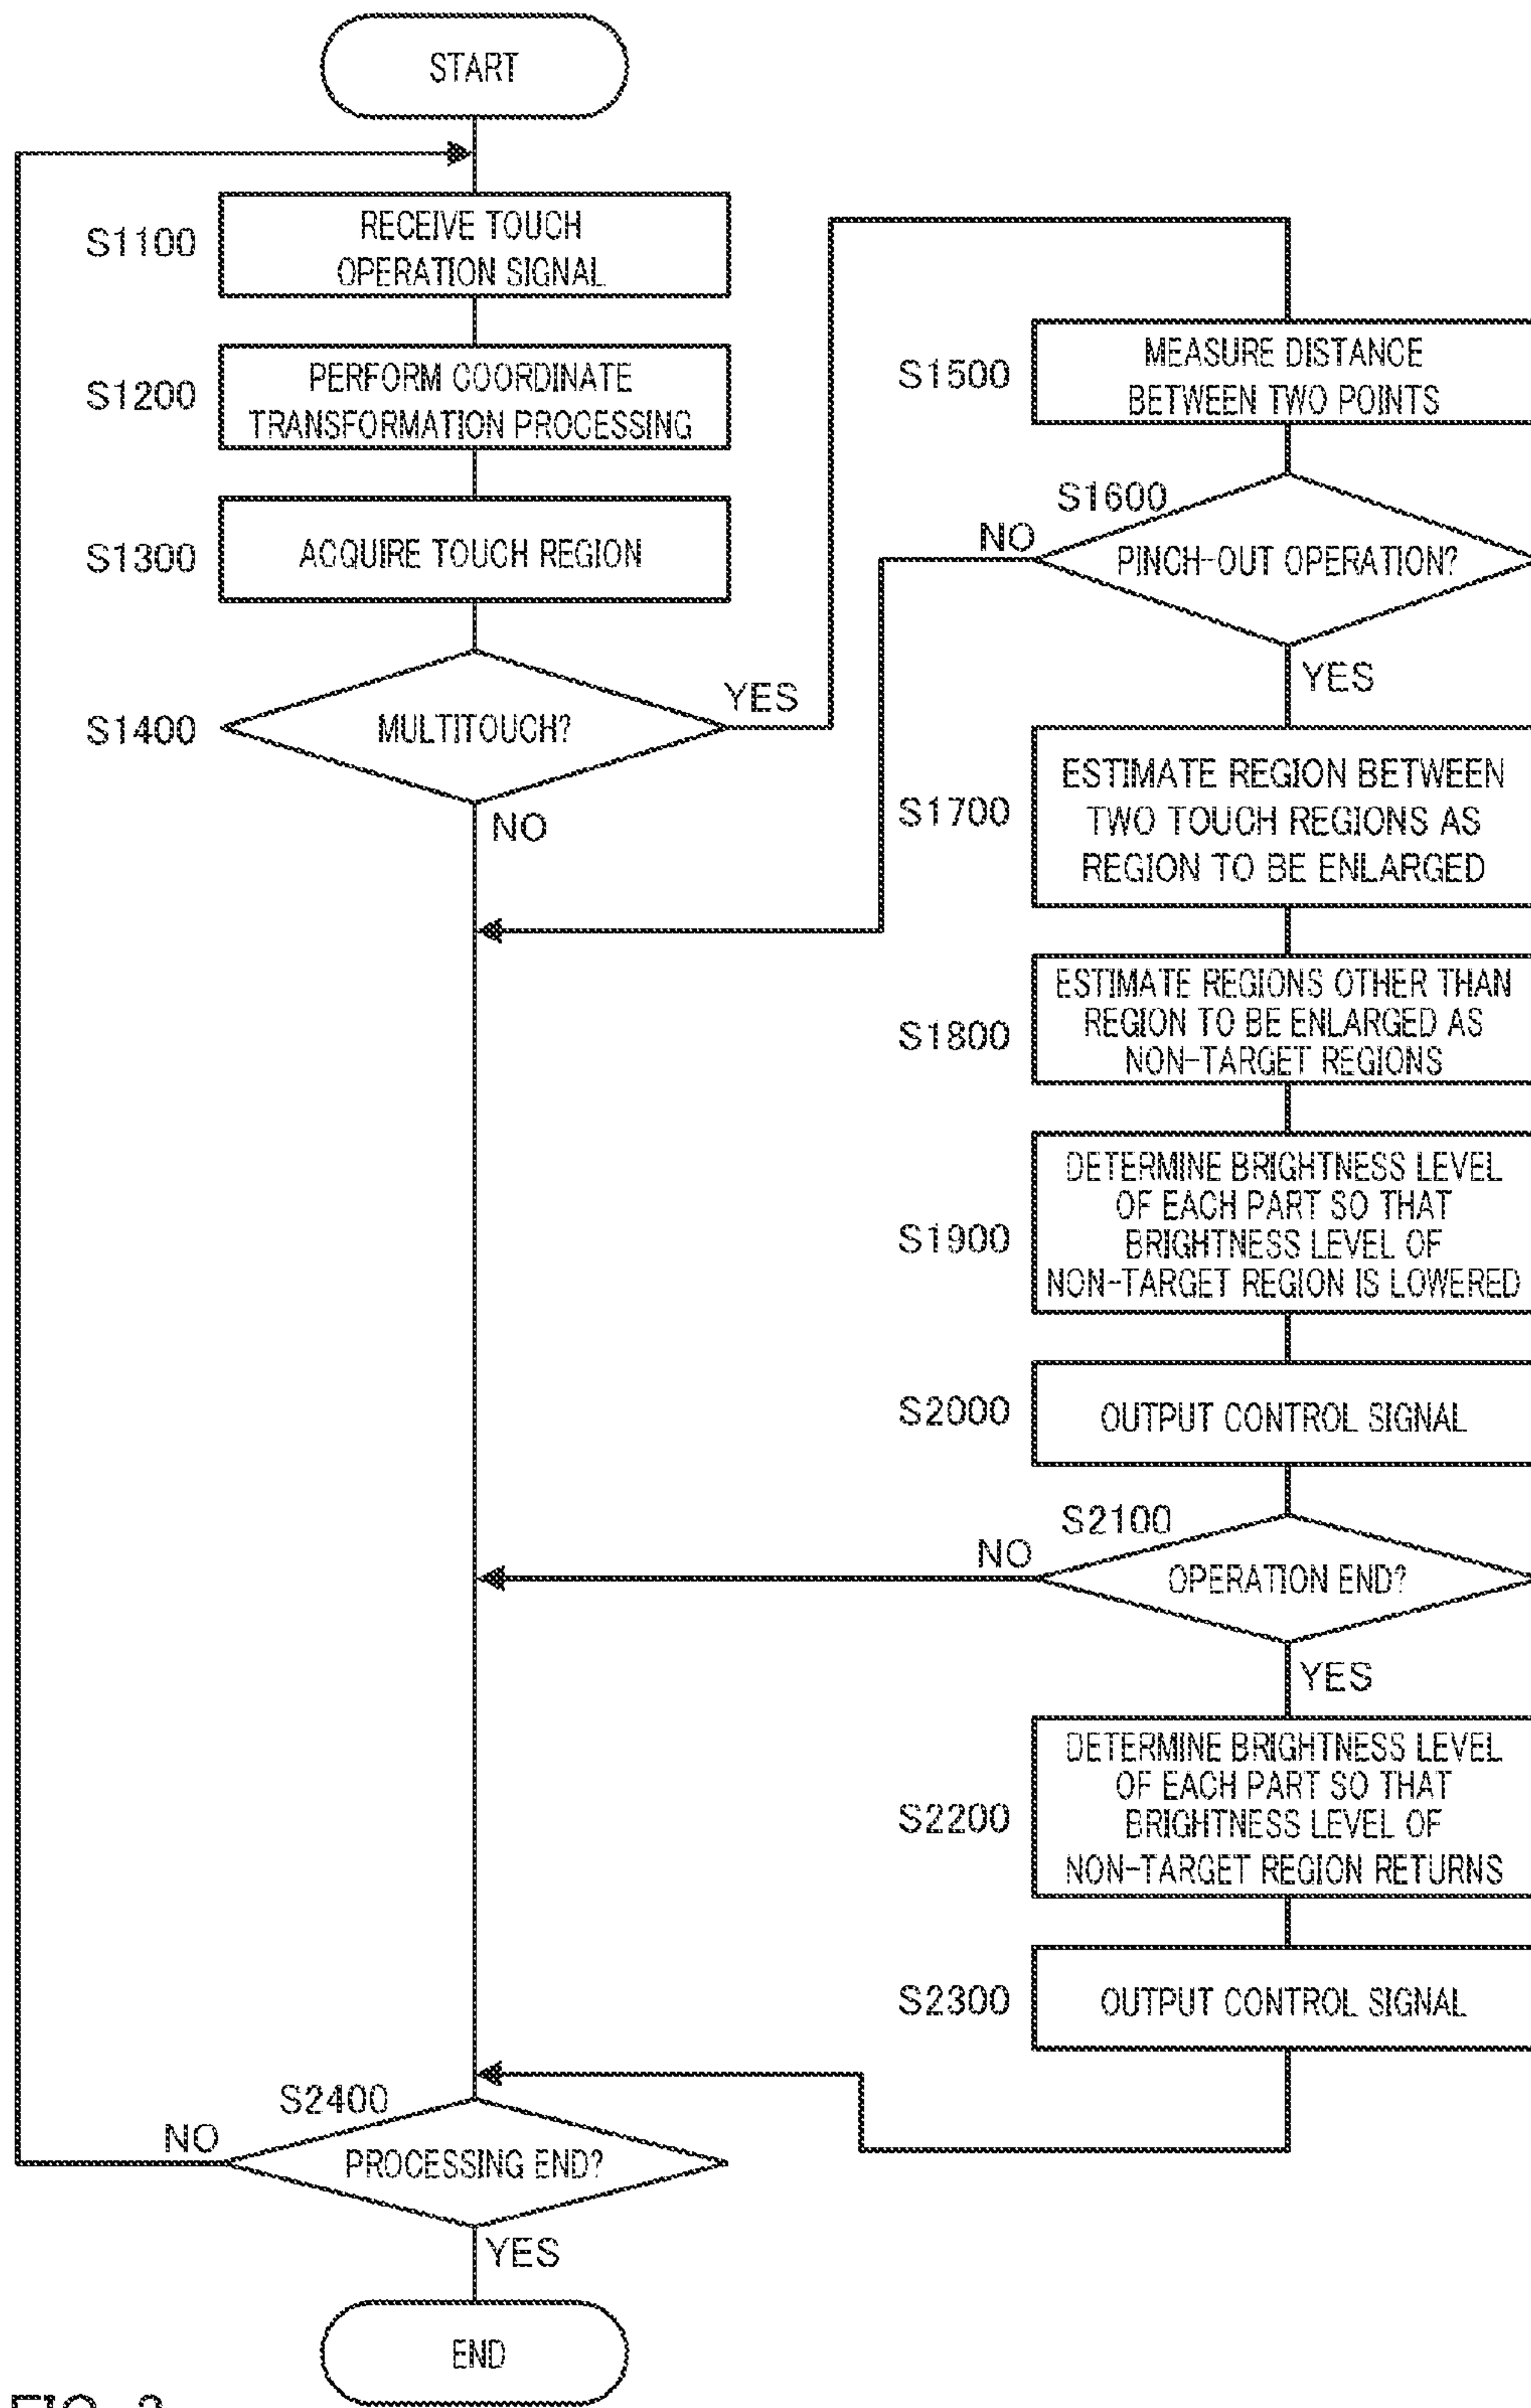 START
S1100
RECEIVE TOUCH
OPERATION SIGNAL
S1200
PERFORM COORDINATE
TRANSFORMATION PROCESSING
S1300
ACQUIRE TOUCH REGION
S1400
MULTITOUCH?
YES
NO
S1500
MEASURE DISTANCE
BETWEEN TWO POINTS
S1600
NO
PINCH-OUT OPERATION?
YES
S1700
ESTIMATE REGION BETWEEN
TWO TOUCH REGIONS AS
REGION TO BE ENLARGED
S1800
ESTIMATE REGIONS OTHER THAN
REGION TO BE ENLARGED AS
NON-TARGET REGIONS
S1900
DETERMINE BRIGHTNESS LEVEL
OF EACH PART SO THAT
BRIGHTNESS LEVEL OF
NON-TARGET REGION IS LOWERED
S2000
OUTPUT CONTROL SIGNAL
S2100
NO
OPERATION END?
YES
S2200
DETERMINE BRIGHTNESS LEVEL
OF EACH PART SO THAT
BRIGHTNESS LEVEL OF
NON-TARGET REGION RETURNS
S2300
OUTPUT CONTROL SIGNAL
S2400
NO
PROCESSING END?
YES
END
FIG.